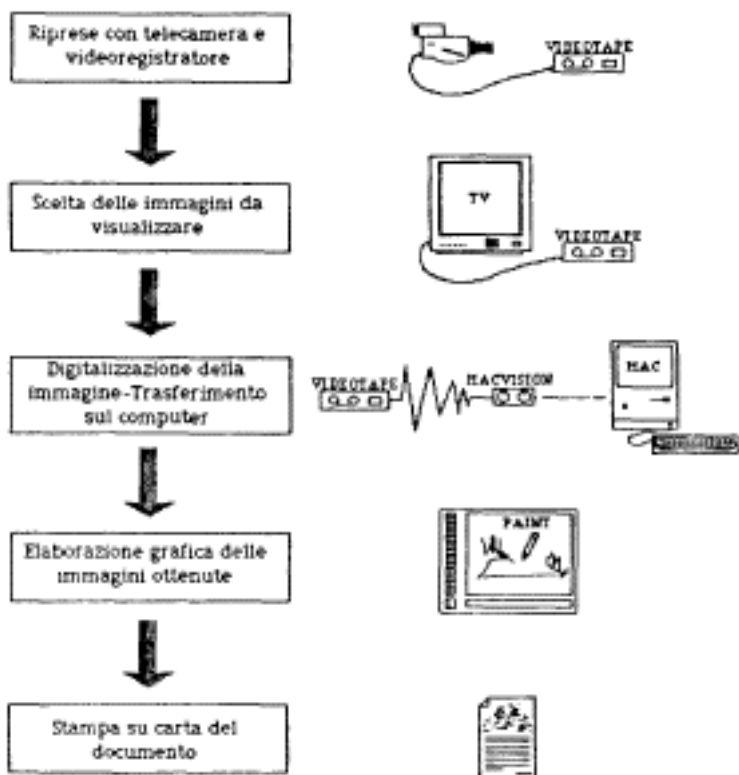 Riprese con telecamera e
videoregistratore
VIDEOTAPE
Scelta delle immagini da
visualizzare
TV
VIDEOTAPE
Digitalizzazione della
immagine-Trasferimento
sul computer
VIDEOTAPE
MACVISION
MAC
Elaborazione grafica delle
immagini ottenute
PAINT
Stampa su carta del
documento